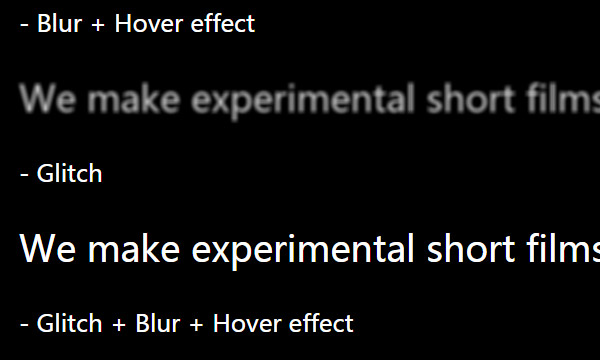 - Blur + Hover effect
We make experimental short films
- Glitch
We make experimental short films
- Glitch + Blur + Hover effect